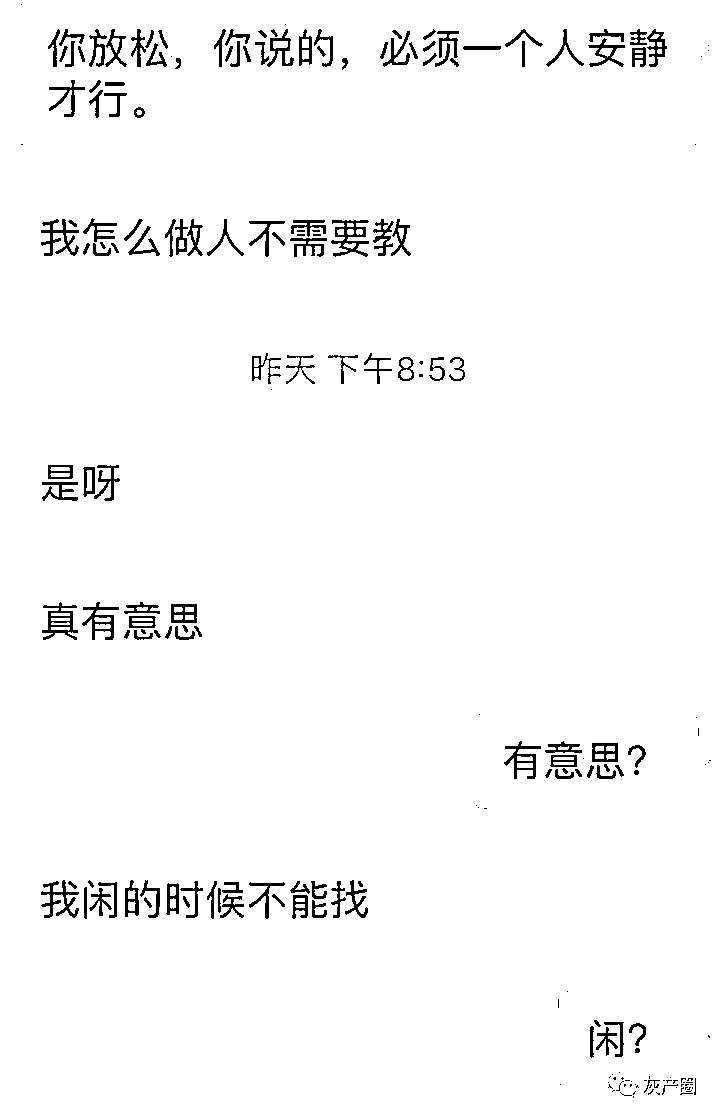 你放松，你说的，必须一个人安静
才行。
我怎么做人不需要教
昨天 下午8:53
是呀
真有意思
有意思?
我闲的时候不能找
闲?
灰产圈